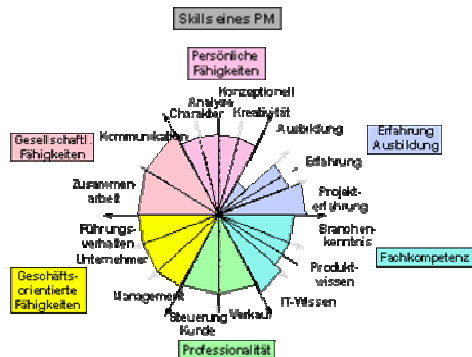 Skills eines PM
Persönliche
Fähigkeiten
Konzeptionell
Analyse
Charakter
Kreativität
Kommunikation
Ausbildung
Erfahrung
Ausbildung
Gesellschaftl.
Fähigkeiten
Erfahrung
Zusammen-
arbeit
Projekt-
erfahrung
Führungs-
verhalten
Branchen-
kenntnis
Unternehmer
Fachkompetenz
Geschäfts-
orientierte
Fähigkeiten
Produkt-
wissen
Management
IT-Wissen
Steuerung
Kunde
Verkauf
Professionalität